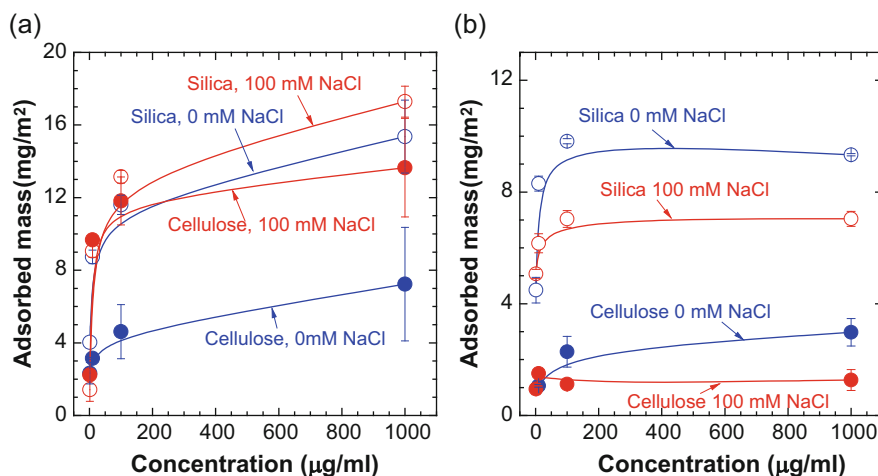 (a)
Adsorbed mass(mg/m²)
20
16
12
8
4
0
Silica, 100 mM NaCl
Silica, 0 mM NaCl
Cellulose, 100 mM NaCl
Cellulose, 0mM NaCl
0 200 400 600 800 1000
Concentration (µg/ml)
(b)
Adsorbed mass(mg/m²)
12
9
6
3
0
Silica 0 mM NaCl
Silica 100 mM NaCl
Cellulose 0 mM NaCl
Cellulose 100 mM NaCl
0 200 400 600 800 1000
Concentration (µg/ml)